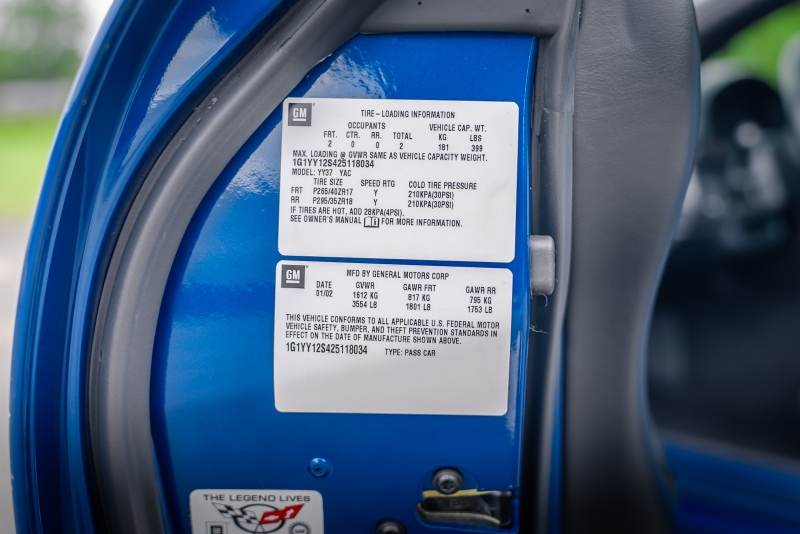 GM
TIRE-LOADING INFORMATION
OCCUPANTS VEHICLE CAP. WT.
FRT. CTR. RR. TOTAL KG LBS
2 0 0 2 181 399
MAX. LOADING @ GVWR SAME AS VEHICLE CAPACITY WEIGHT.
1G1YY12S425118034
MODEL: YY37 YAC
TIRE SIZE SPEED RTG COLD TIRE PRESSURE
FRT P265/40ZR17 Y 210KPA(30PSI)
RR P295/35ZR18 Y 210KPA(30PSI)
IF TIRES ARE HOT, ADD 28KPA(4PSI).
SEE OWNER'S MANUAL FOR MORE INFORMATION.
GM
MFD BY GENERAL MOTORS CORP
DATE GVWR GAWR FRT GAWR RR
01/02 1612 KG 817 KG 795 KG
3554 LB 1801 LB 1753 LB
THIS VEHICLE CONFORMS TO ALL APPLICABLE U.S. FEDERAL MOTOR
VEHICLE SAFETY, BUMPER, AND THEFT PREVENTION STANDARDS IN
EFFECT ON THE DATE OF MANUFACTURE SHOWN ABOVE.
1G1YY12S425118034 TYPE: PASS CAR
THE LEGEND LIVES